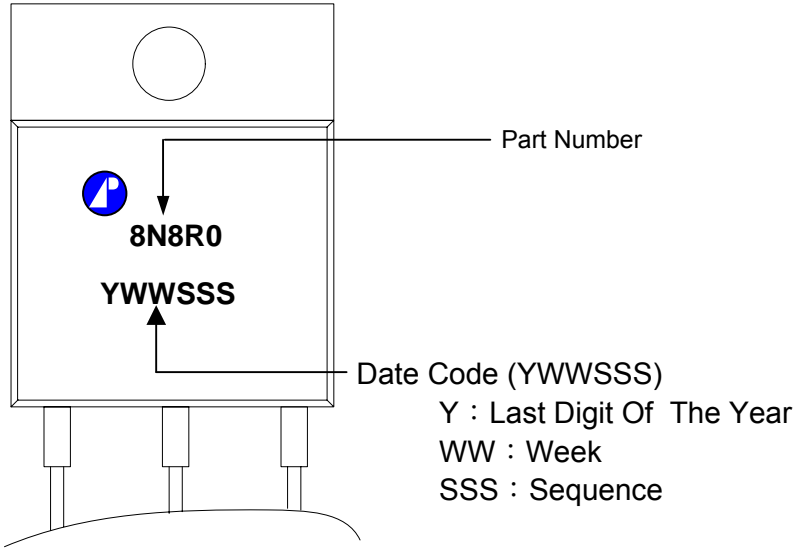 Part Number
8N8R0
YWWSSS
Date Code (YWWSSS)
Y：Last Digit Of The Year
WW：Week
SSS：Sequence